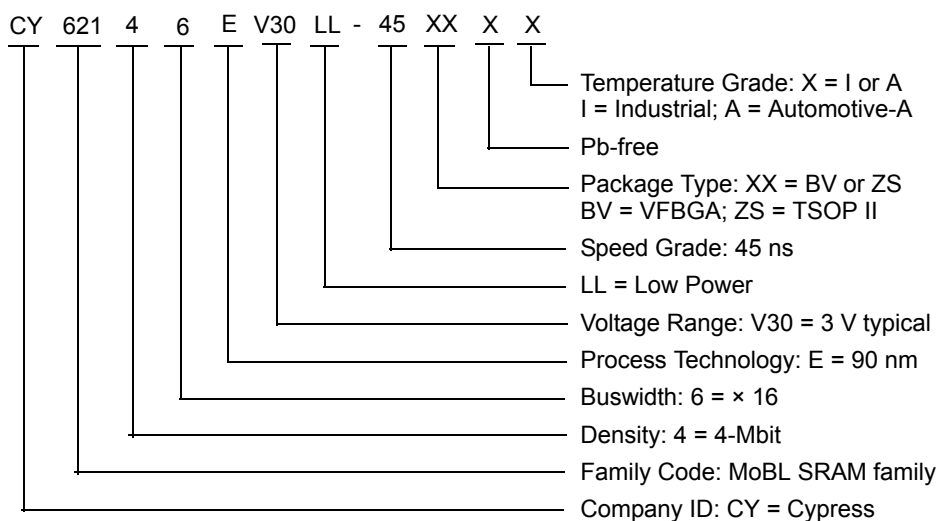 CY 621 4 6 E V30 LL - 45 XX X X
Temperature Grade: X = I or A
I = Industrial; A = Automotive-A
Pb-free
Package Type: XX = BV or ZS
BV = VFBGA; ZS = TSOP II
Speed Grade: 45 ns
LL = Low Power
Voltage Range: V30 = 3 V typical
Process Technology: E = 90 nm
Buswidth: 6 = × 16
Density: 4 = 4-Mbit
Family Code: MoBL SRAM family
Company ID: CY = Cypress